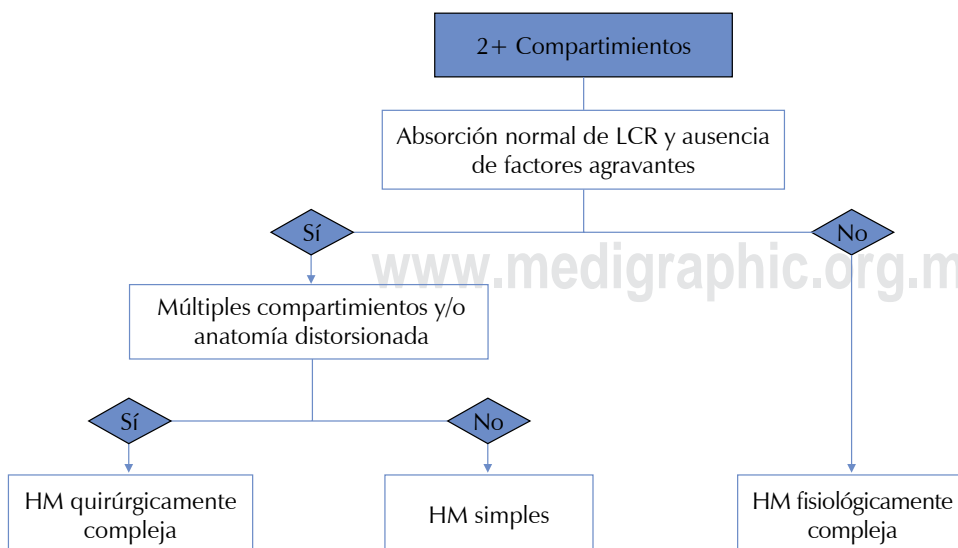 2+ Compartimientos
Absorción normal de LCR y ausencia
de factores agravantes
Sí
No
www.medigraphic.org.m
Múltiples compartimientos y/o
anatomía distorsionada
Sí
No
HM quirúrgicamente
compleja
HM simples
HM fisiológicamente
compleja